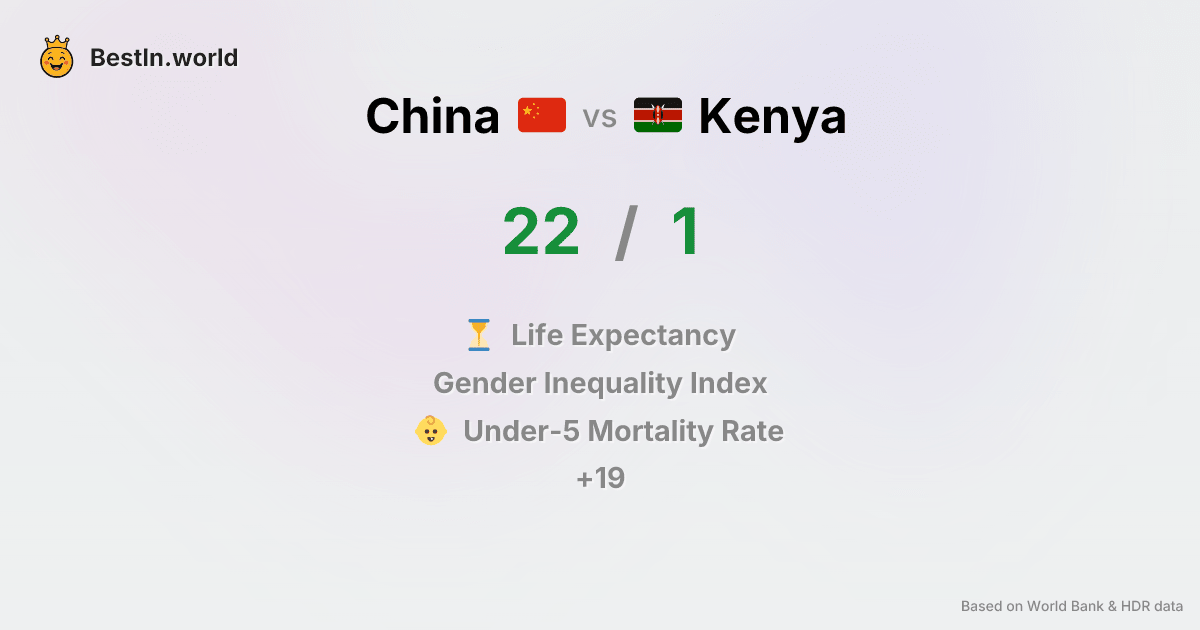 BestIn.world
China vs Kenya
22 / 1
Life Expectancy
Gender Inequality Index
Under-5 Mortality Rate
+19
Based on World Bank & HDR data